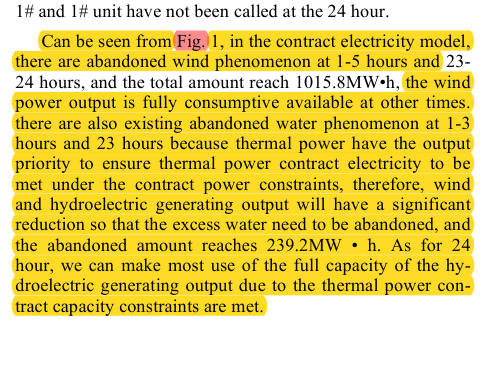 1# and 1# unit have not been called at the 24 hour.
Can be seen from Fig. 1, in the contract electricity model,
there are abandoned wind phenomenon at 1-5 hours and 23-
24 hours, and the total amount reach 1015.8MW•h, the wind
power output is fully consumptive available at other times.
there are also existing abandoned water phenomenon at 1-3
hours and 23 hours because thermal power have the output
priority to ensure thermal power contract electricity to be
met under the contract power constraints, therefore, wind
and hydroelectric generating output will have a significant
reduction so that the excess water need to be abandoned, and
the abandoned amount reaches 239.2MW • h. As for 24
hour, we can make most use of the full capacity of the hy-
droelectric generating output due to the thermal power con-
tract capacity constraints are met.